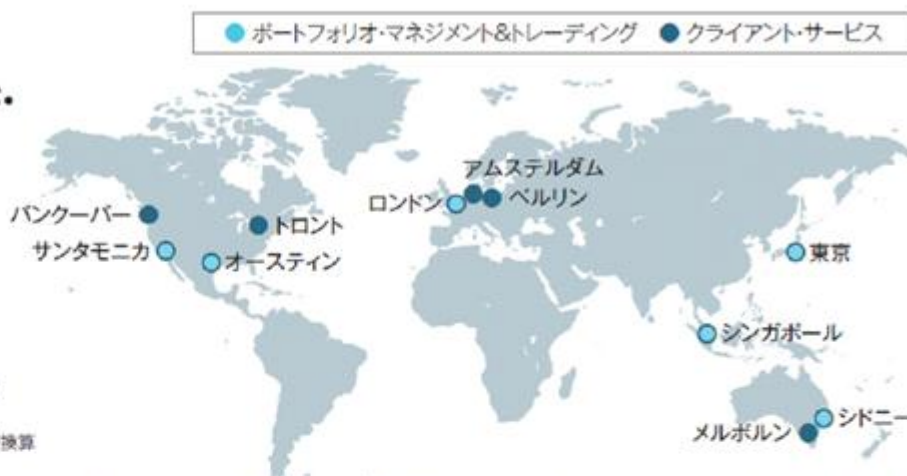 ポートフォリオ・マネジメント&トレーディング クライアント・サービス
アムステルダム
ロンドン
ベルリン
バンクーバー
トロント
サンタモニカ
オースティン
東京
シンガポール
シドニー
メルボルン
換算